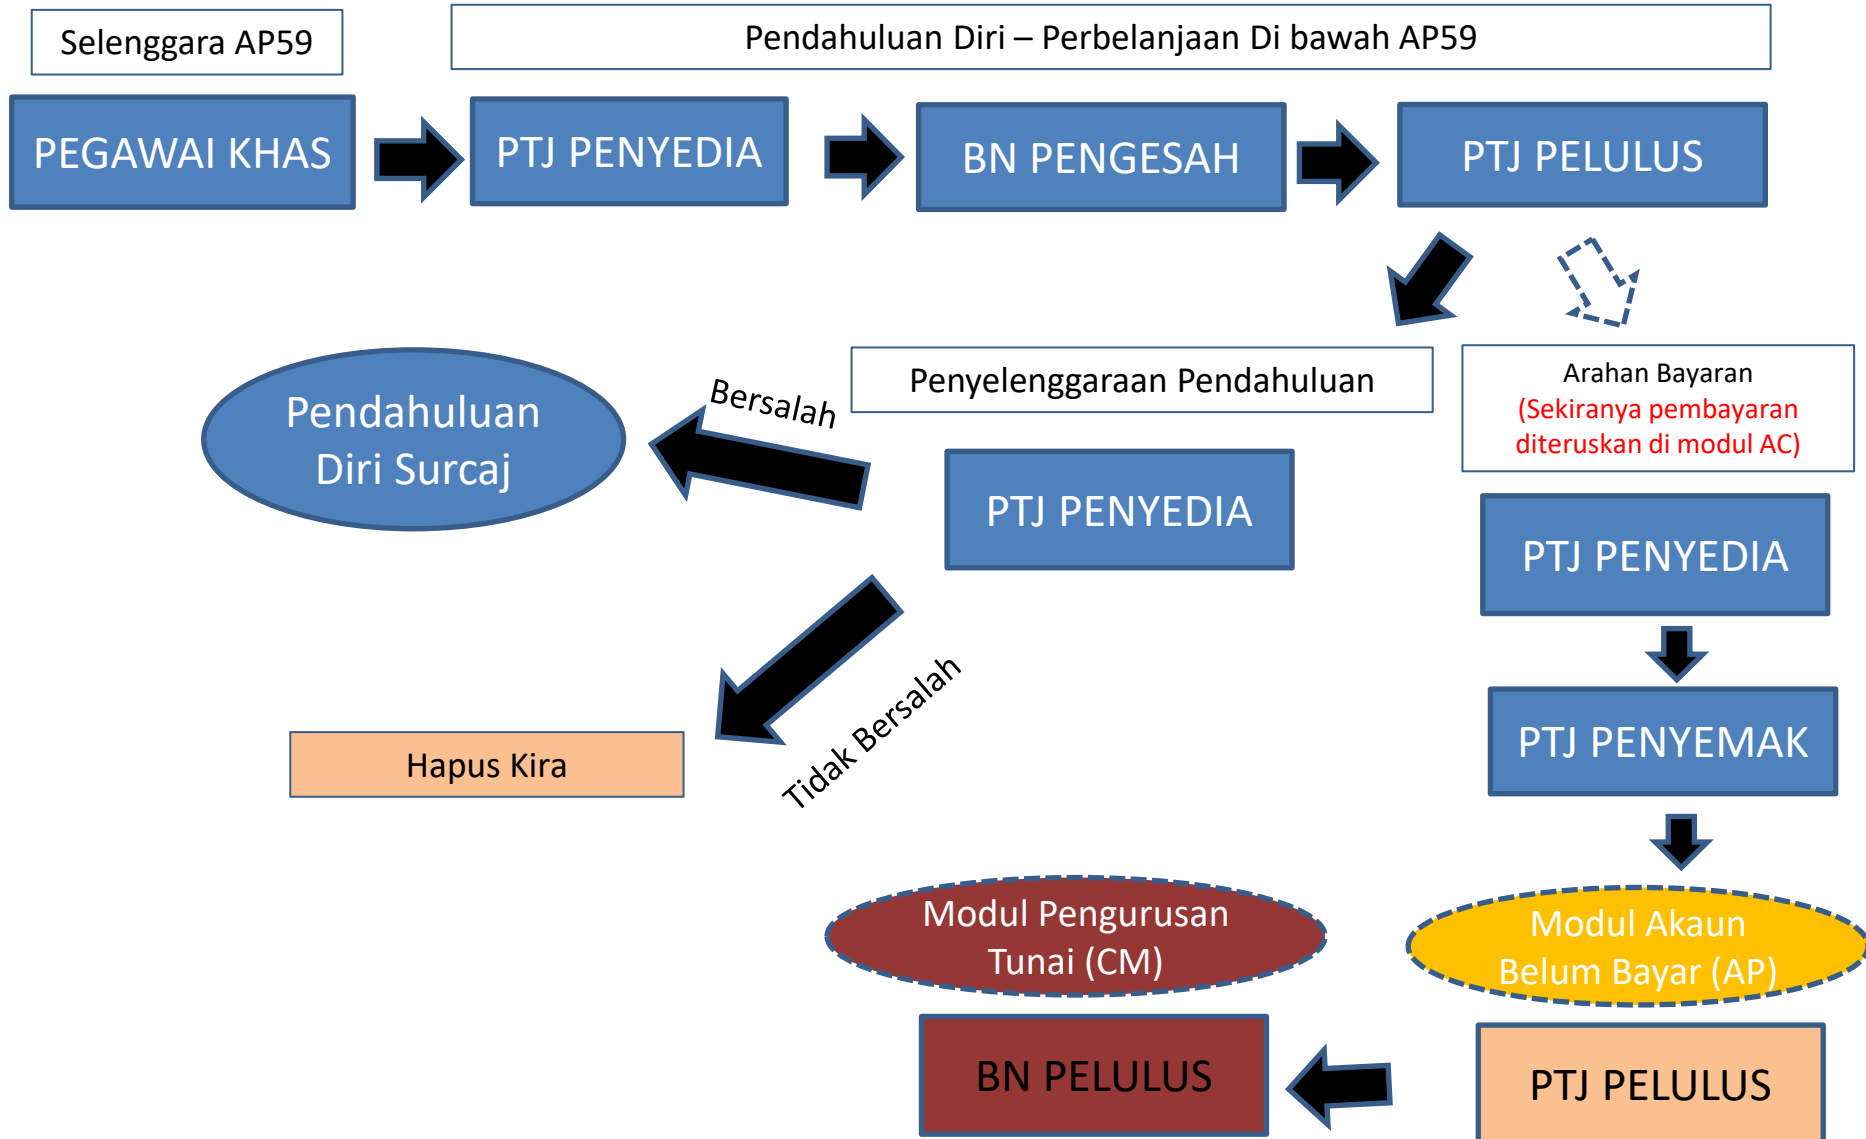 Selenggara AP59
Pendahuluan Diri – Perbelanjaan Di bawah AP59
PEGAWAI KHAS
PTJ PENYEDIA
BN PENGESAH
PTJ PELULUS
Penyelenggaraan Pendahuluan
Arahan Bayaran
(Sekiranya pembayaran
diteruskan di modul AC)
Bersalah
Pendahuluan
Diri Surcaj
PTJ PENYEDIA
PTJ PENYEDIA
Tidak Bersalah
Hapus Kira
PTJ PENYEMAK
Modul Pengurusan
Tunai (CM)
Modul Akaun
Belum Bayar (AP)
BN PELULUS
PTJ PELULUS